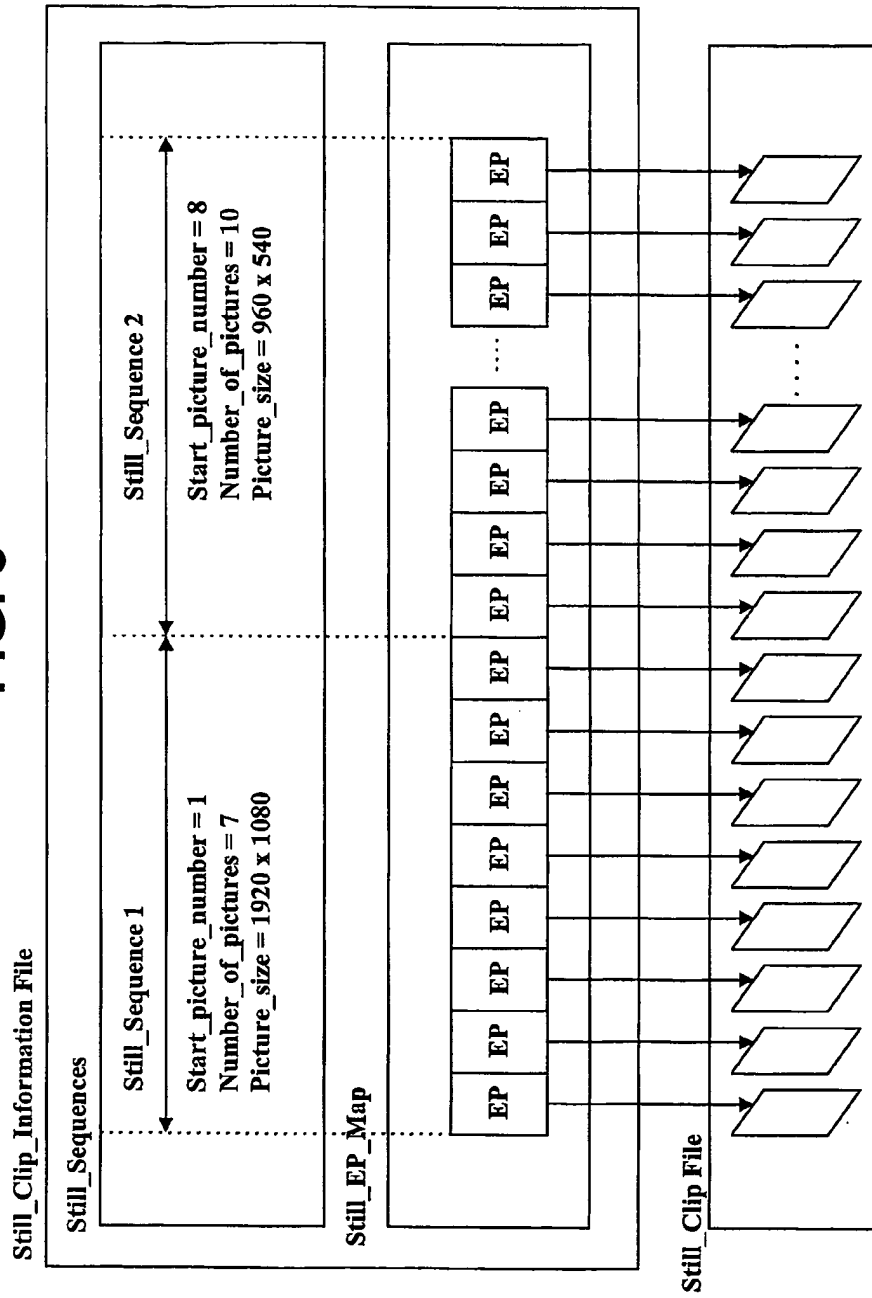 Still_Clip_Information File
Still_Sequences
Still_Sequence 1
Start_picture_number = 1
Number_of_pictures = 7
Picture_size = 1920 x 1080
Still_Sequence 2
Start_picture_number = 8
Number_of_pictures = 10
Picture_size = 960 x 540
Still_EP_Map
EP EP EP EP EP EP EP EP EP EP EP EP ..... EP EP EP
Still_Clip File
.....